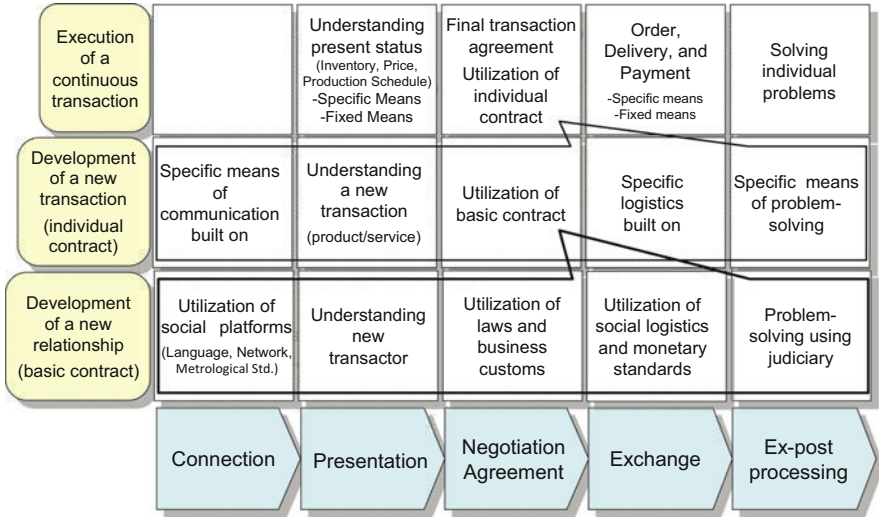 Execution
of a
continuous
transaction
Understanding
present status
(Inventory, Price,
Production Schedule)
-Specific Means
-Fixed Means
Final transaction
agreement
Utilization of
individual
contract
Order,
Delivery, and
Payment
-Specific means
-Fixed means
Solving
individual
problems
Development
of a new
transaction
(individual
contract)
Specific means
of
communication
built on
Understanding
a new
transaction
(product/service)
Utilization
of basic
contract
Specific
logistics
built on
Specific means
of problem-
solving
Development
of a new
relationship
(basic contract)
Utilization of
social platforms
(Language, Network,
Metrological Std.)
Understanding
new
transactor
Utilization of
laws and
business
customs
Utilization of
social logistics
and monetary
standards
Problem-
solving using
judiciary
Connection
Presentation
Negotiation
Agreement
Exchange
Ex-post
processing